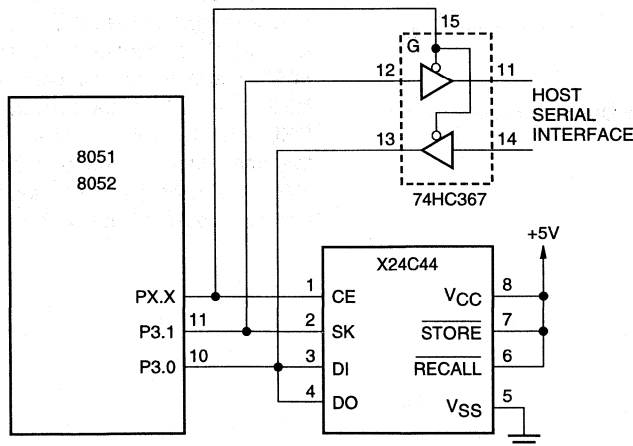 15
G
12
11
HOST
SERIAL
INTERFACE
13
14
74HC367
8051
8052
+5V
X24C44
PX.X
1
CE
VCC
8
P3.1
11
2
SK
STORE
7
P3.0
10
3
DI
RECALL
6
4
DO
VSS
5